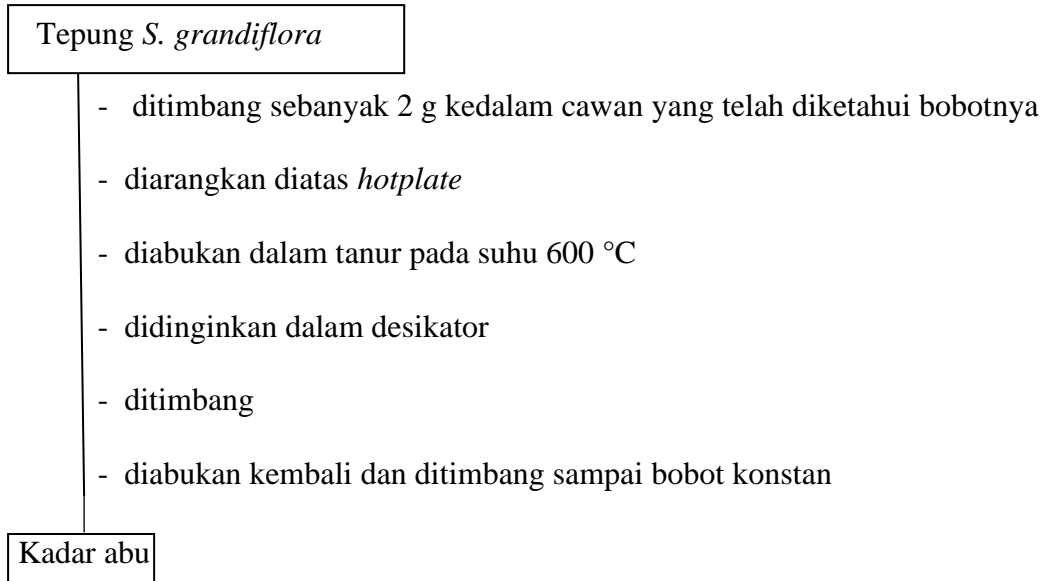 Tepung S. grandiflora
- ditimbang sebanyak 2 g kedalam cawan yang telah diketahui bobotnya
- diarangkan diatas hotplate
- diabukan dalam tanur pada suhu 600 °C
- didinginkan dalam desikator
- ditimbang
- diabukan kembali dan ditimbang sampai bobot konstan
Kadar abu